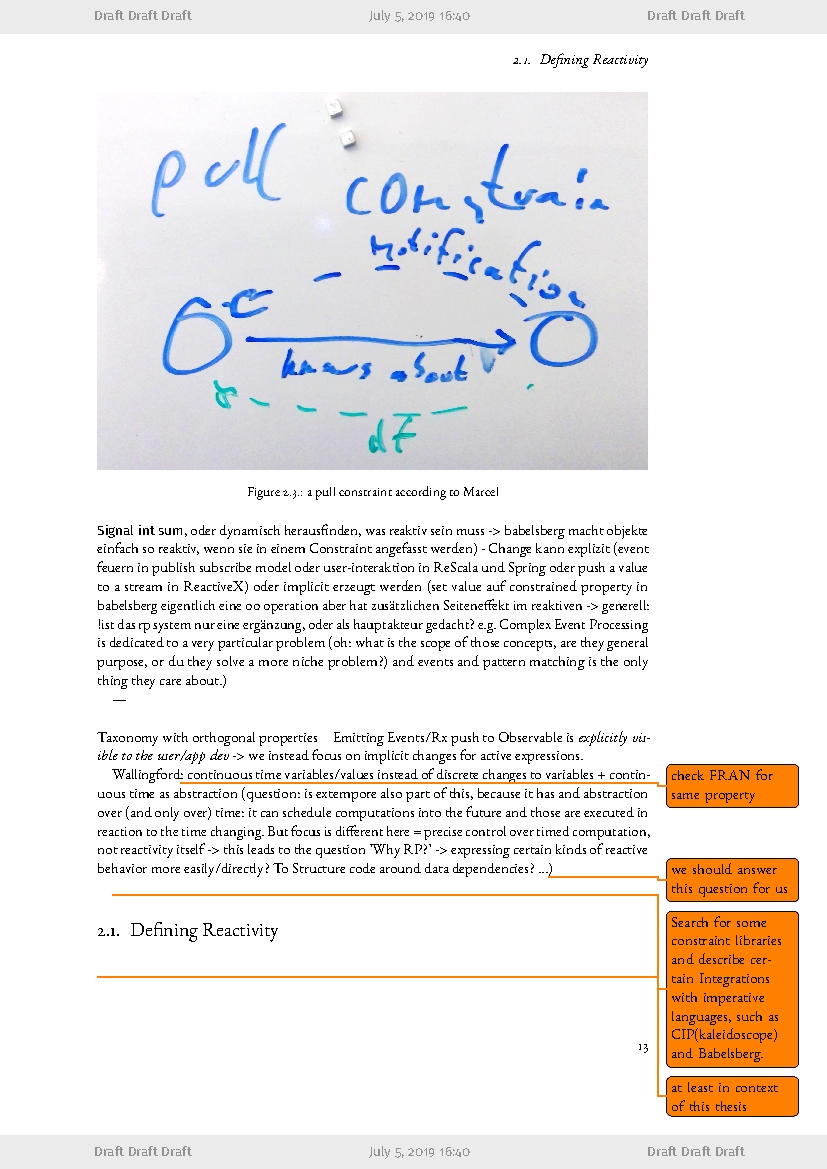 Draft Draft Draft July 5, 2019 16:40 Draft Draft Draft
2.1. Defining Reactivity
pull
constrain
notification
knows about
dF
Figure 2.3.: a pull constraint according to Marcel
Signal int sum, oder dynamisch herausfinden, was reaktiv sein muss -> babelsberg macht objekte
einfach so reaktiv, wenn sie in einem Constraint angefasst werden) - Change kann explizit (event
feuern in publish subscribe model oder user-interaktion in ReScala und Spring oder push a value
to a stream in ReactiveX) oder implicit erzeugt werden (set value auf constrained property in
babelsberg eigentlich eine oo operation aber hat zusätzlichen Seiteneffekt im reaktiven -> generell:
!ist das rp system nur eine ergänzung, oder als hauptakteur gedacht? e.g. Complex Event Processing
is dedicated to a very particular problem (oh: what is the scope of those concepts, are they general
purpose, or du they solve a more niche problem?) and events and pattern matching is the only
thing they care about.)
—
Taxonomy with orthogonal properties Emitting Events/Rx push to Observable is explicitly vis-
ible to the user/app dev -> we instead focus on implicit changes for active expressions.
Wallingford: continuous time variables/values instead of discrete changes to variables + contin-
uous time as abstraction (question: is extempore also part of this, because it has and abstraction
over (and only over) time: it can schedule computations into the future and those are executed in
reaction to the time changing. But focus is different here = precise control over timed computation,
not reactivity itself -> this leads to the question 'Why RP?' -> expressing certain kinds of reactive
behavior more easily/directly? To Structure code around data dependencies? ...)
check FRAN for
same property
we should answer
this question for us
2.1. Defining Reactivity
Search for some
constraint libraries
and describe cer-
tain Integrations
with imperative
languages, such as
CIP(kaleidoscope)
and Babelsberg.
at least in context
of this thesis
13
Draft Draft Draft July 5, 2019 16:40 Draft Draft Draft